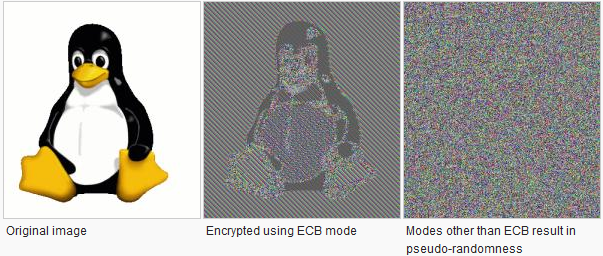 Original image
Encrypted using ECB mode
Modes other than ECB result in
pseudo-randomness